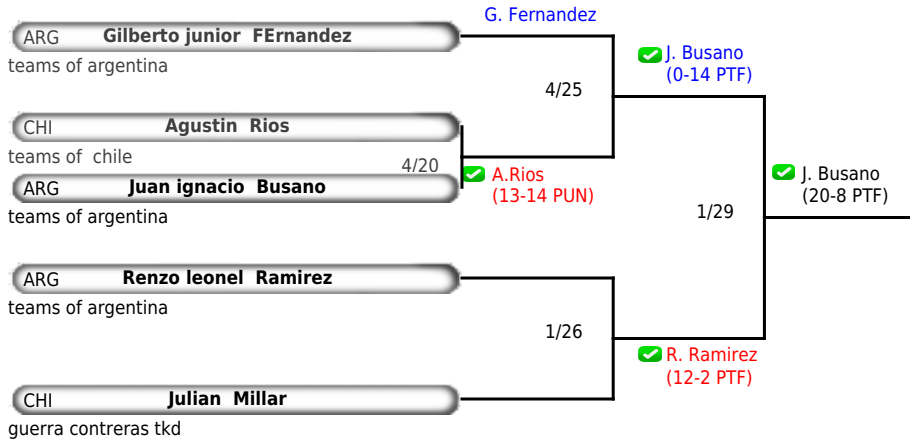 G. Fernandez
ARG Gilberto junior FErnandez
teams of argentina
J. Busano
(0-14 PTF)
4/25
CHI Agustin Rios
teams of chile
4/20
A.Rios
(13-14 PUN)
ARG Juan ignacio Busano
teams of argentina
J. Busano
(20-8 PTF)
1/29
ARG Renzo leonel Ramirez
teams of argentina
1/26
R. Ramirez
(12-2 PTF)
CHI Julian Millar
guerra contreras tkd